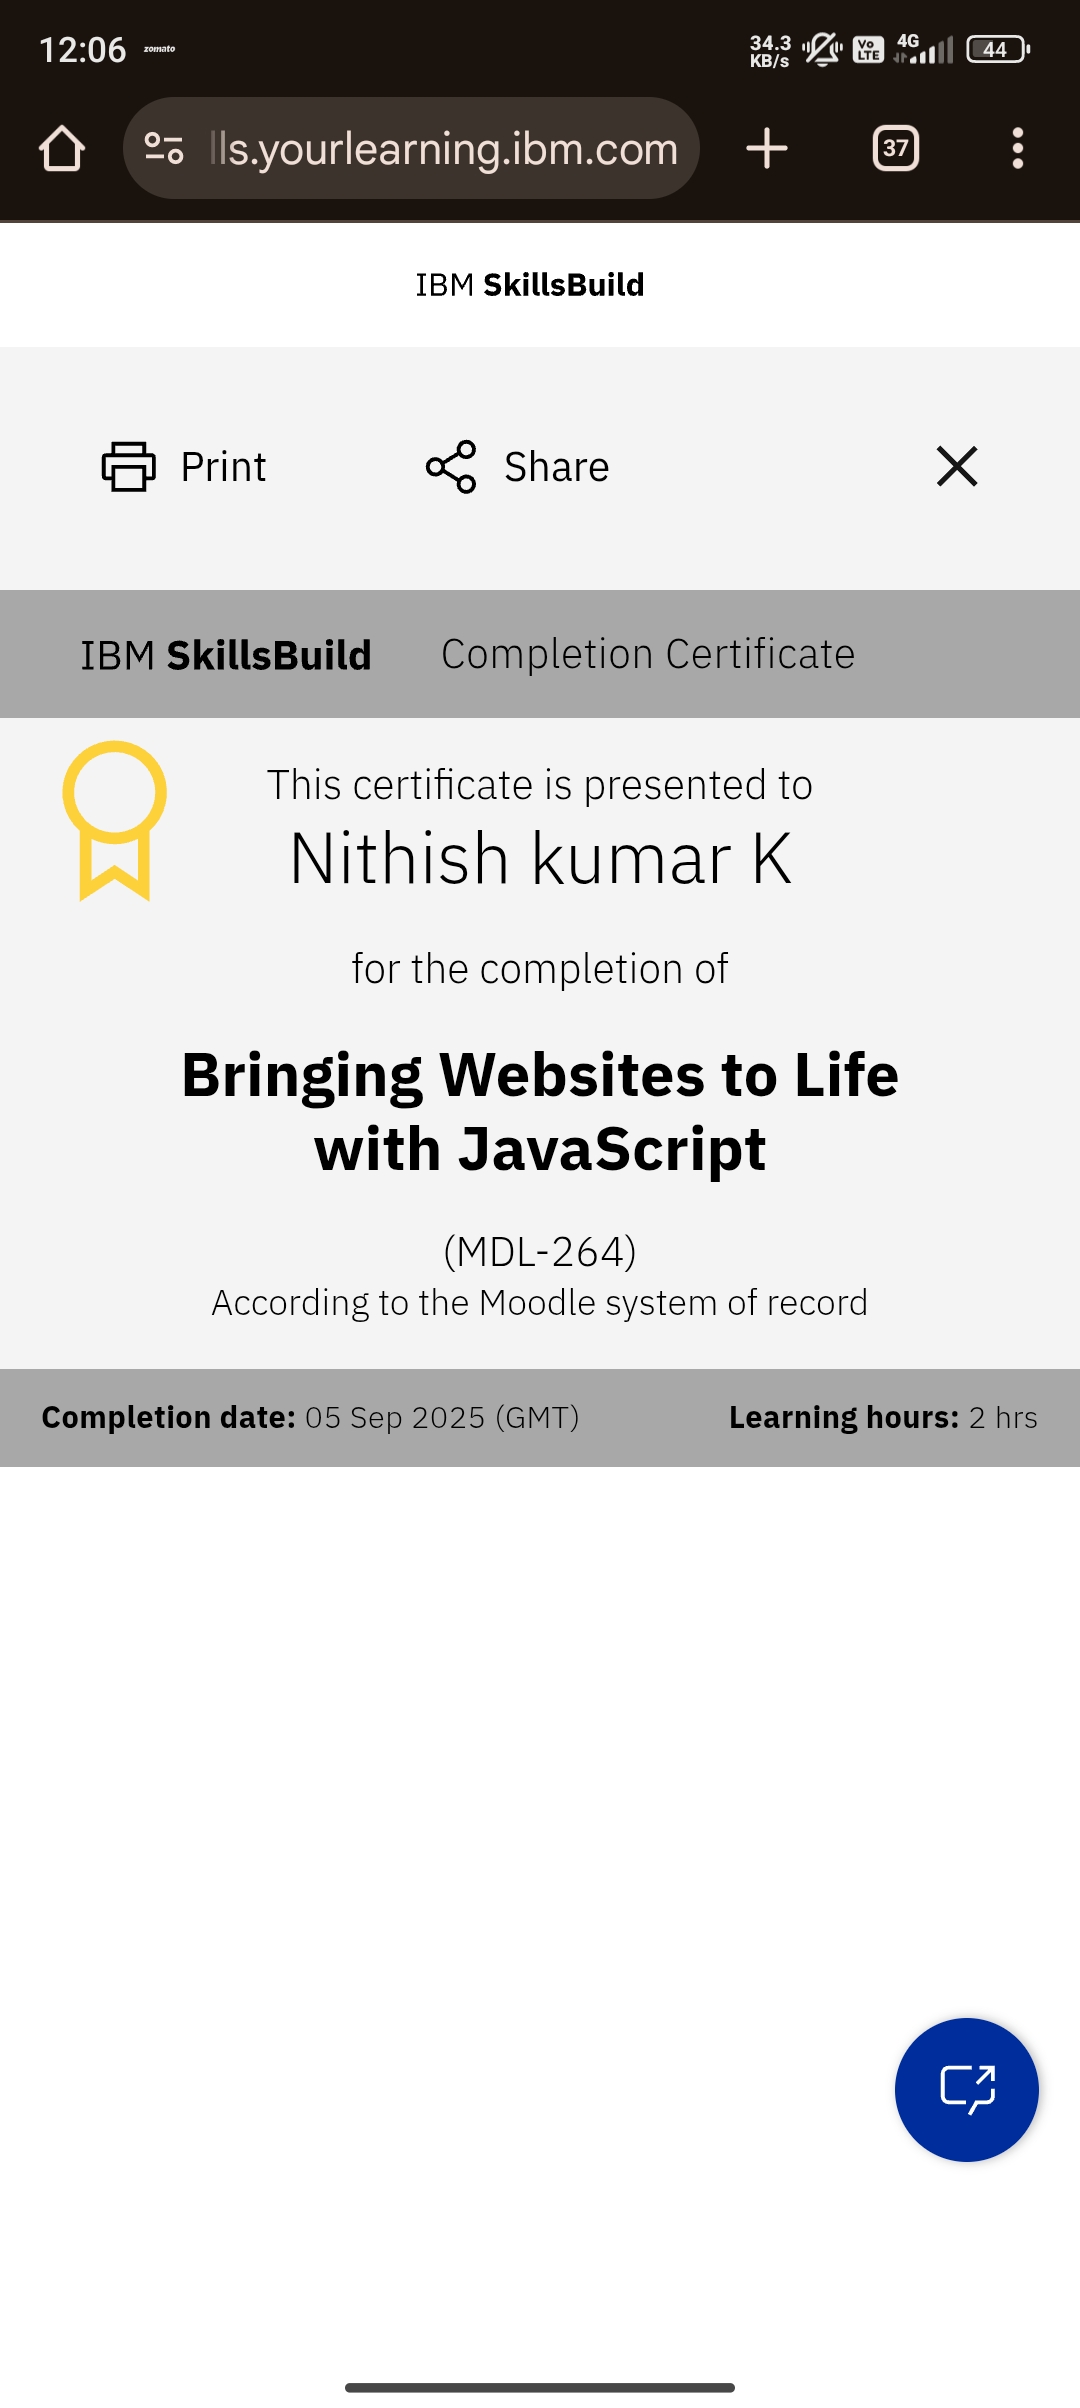 12:06 zomato 34.3 KB/s Vo LTE 4G 44
lls.yourlearning.ibm.com 37
IBM SkillsBuild
Print Share
IBM SkillsBuild Completion Certificate
This certificate is presented to
Nithish kumar K
for the completion of
Bringing Websites to Life
with JavaScript
(MDL-264)
According to the Moodle system of record
Completion date: 05 Sep 2025 (GMT) Learning hours: 2 hrs